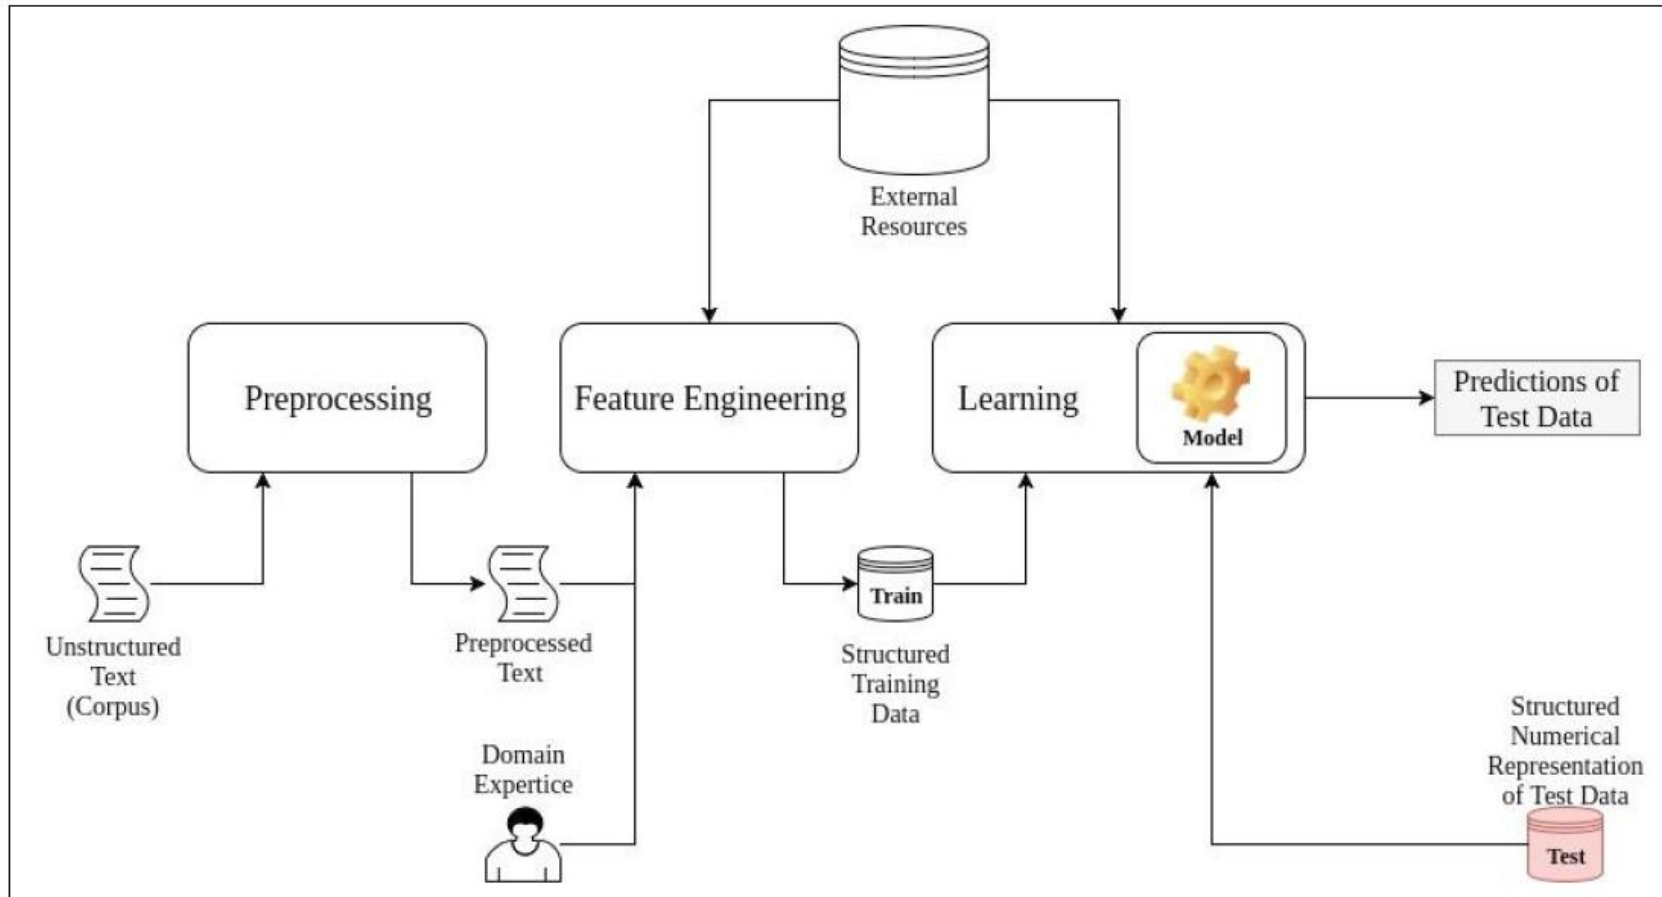 External
Resources
Preprocessing
Feature Engineering
Learning
Model
Predictions of
Test Data
Unstructured
Text
(Corpus)
Preprocessed
Text
Train
Structured
Training
Data
Domain
Expertice
Structured
Numerical
Representation
of Test Data
Test